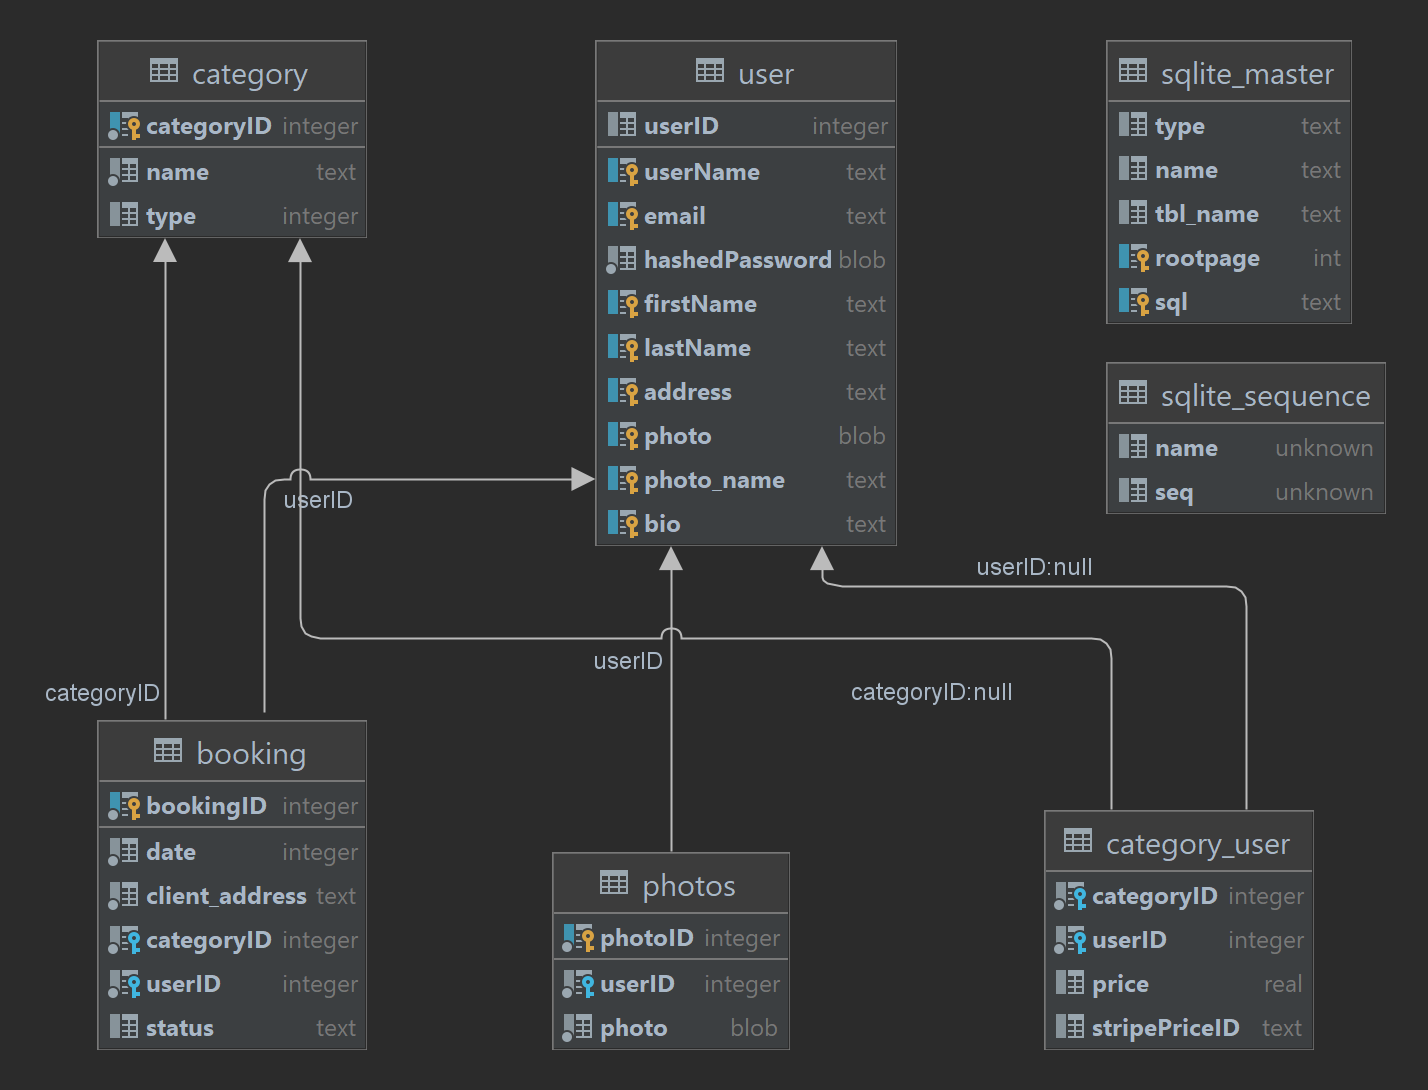 category
categoryID integer
name text
type integer
user
userID integer
userName text
email text
hashedPassword blob
firstName text
lastName text
address text
photo blob
photo_name text
bio text
sqlite_master
type text
name text
tbl_name text
rootpage int
sql text
sqlite_sequence
name unknown
seq unknown
userID
userID:null
userID
categoryID
categoryID:null
booking
bookingID integer
date integer
client_address text
categoryID integer
userID integer
status text
photos
photoID integer
userID integer
photo blob
category_user
categoryID integer
userID integer
price real
stripePriceID text